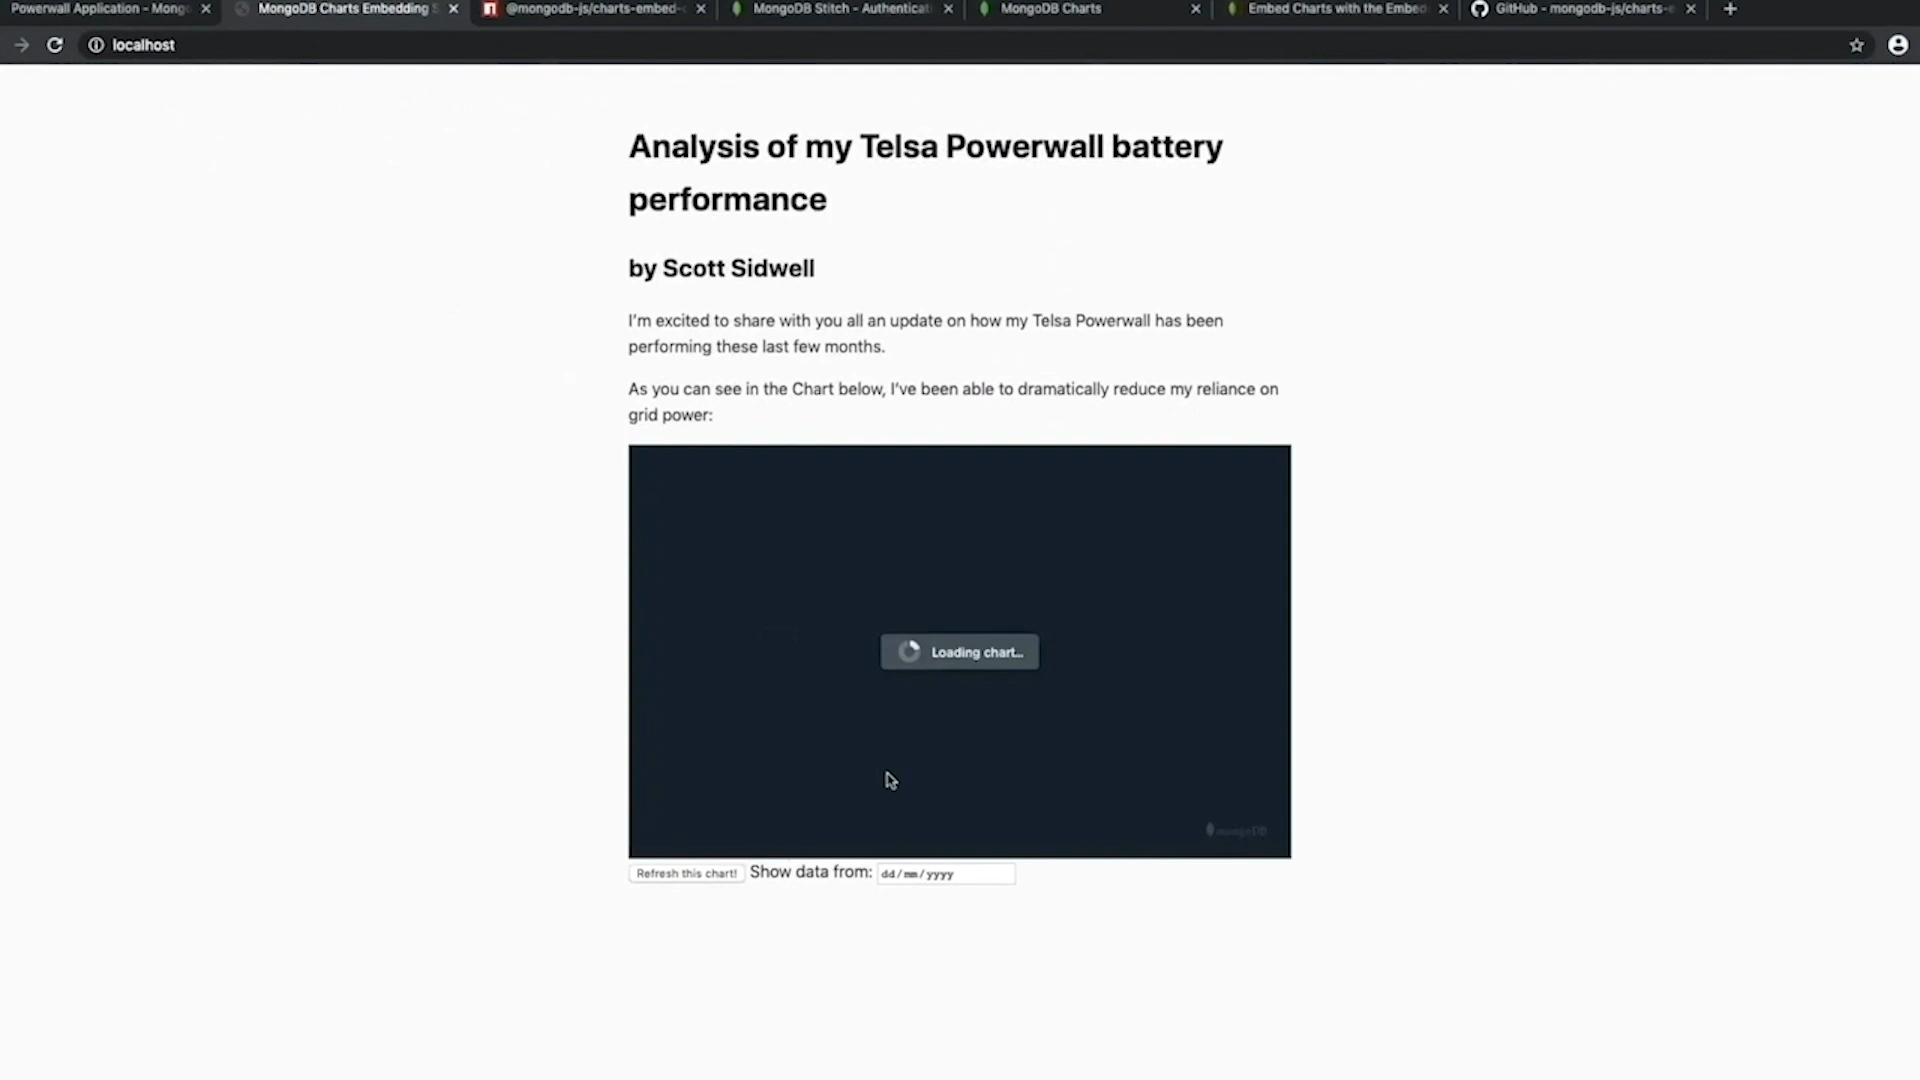 Powerwall Application - Mong
MongoDB Charts Embedding S
@mongodb-js/charts-embed-
MongoDB Stitch - Authenticat
MongoDB Charts
Embed Charts with the Embed
GitHub - mongodb-js/charts-e
localhost
Analysis of my Telsa Powerwall battery
performance
by Scott Sidwell
I'm excited to share with you all an update on how my Telsa Powerwall has been
performing these last few months.
As you can see in the Chart below, I've been able to dramatically reduce my reliance on
grid power:
Loading chart...
mongoDB
Refresh this chart! Show data from: dd/mm/yyyy